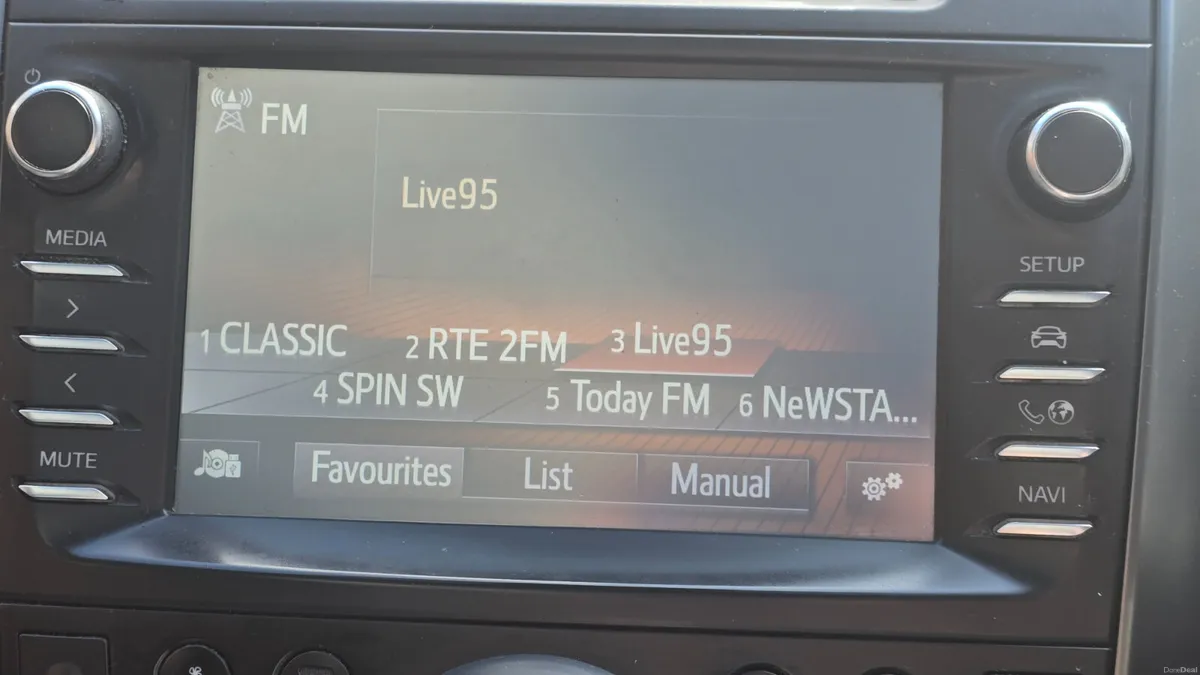 FM
Live95
MEDIA
SETUP
1 CLASSIC 2 RTE 2FM 3 Live95
4 SPIN SW 5 Today FM 6 NeWSTA...
MUTE
Favourites List Manual
NAVI
DoneDeal